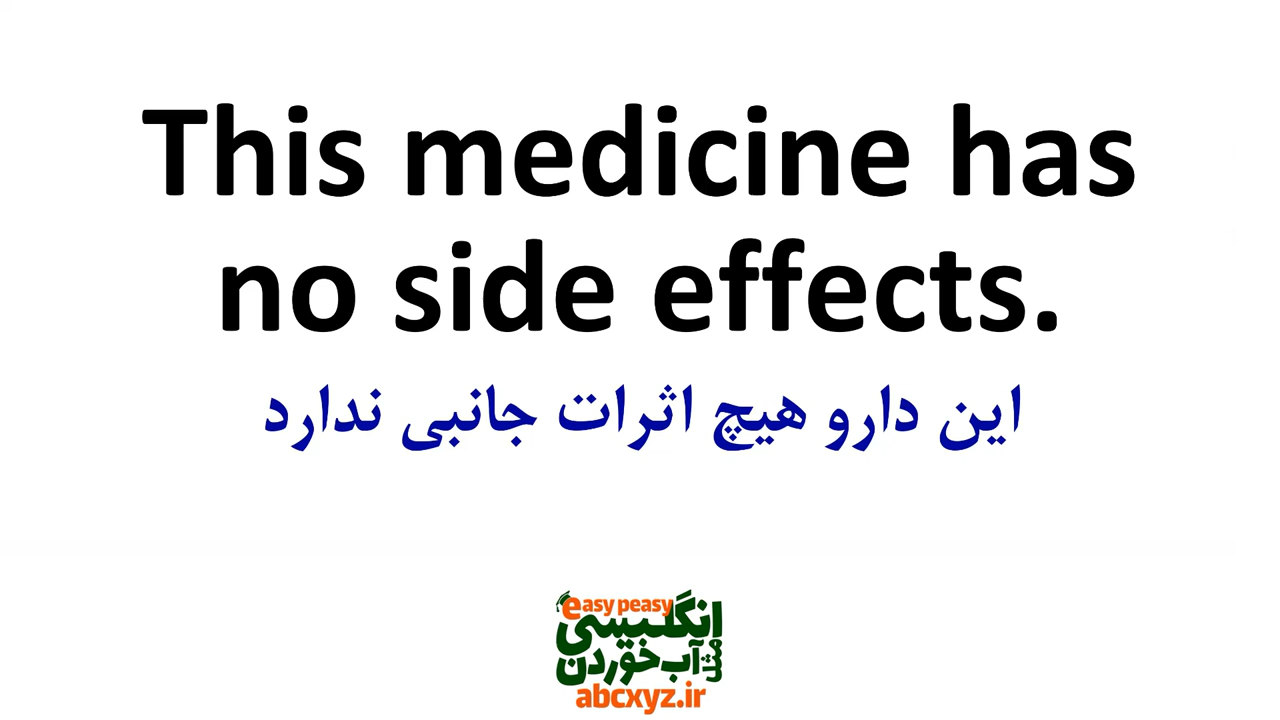 This medicine has
no side effects.
این دارو هیچ اثرات جانبی ندارد
easy peasy
انگلیسی
مثل آب خوردن
abcxyz.ir